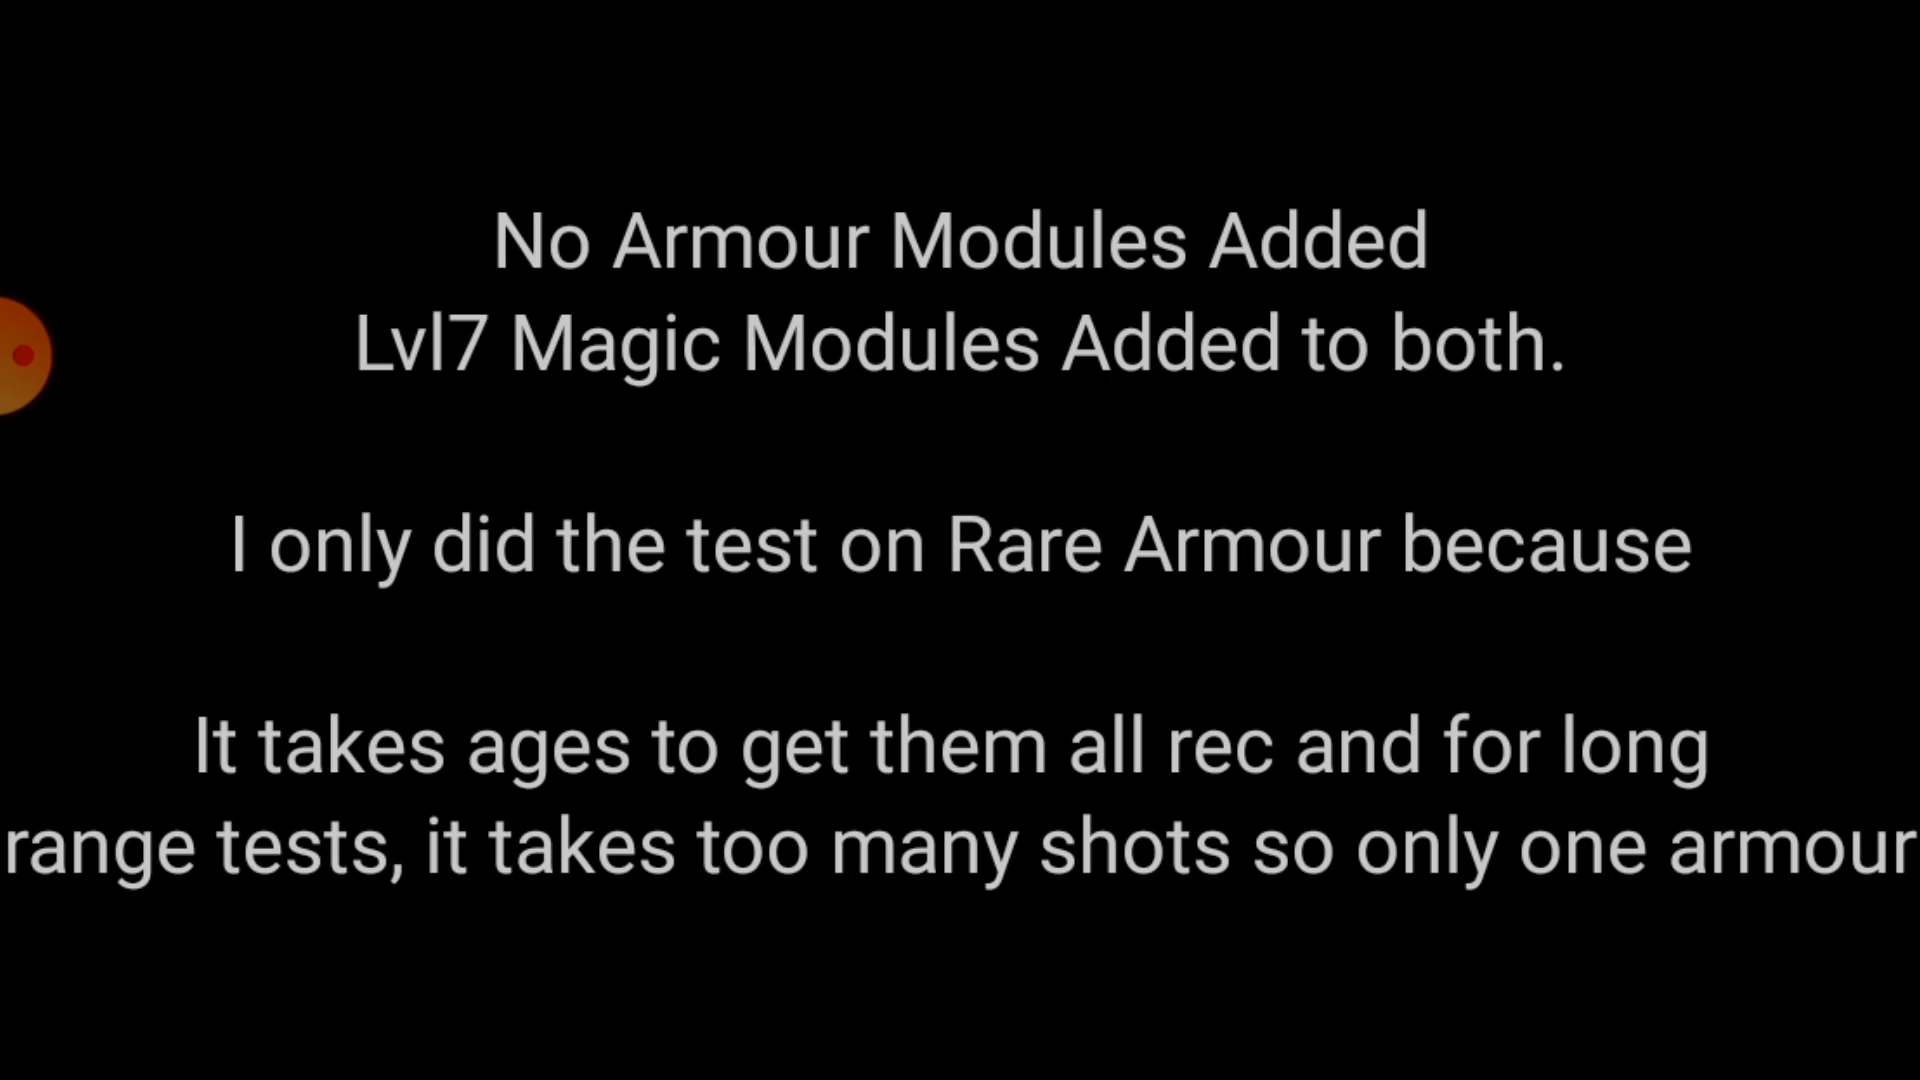 No Armour Modules Added
Lvl7 Magic Modules Added to both.
I only did the test on Rare Armour because
It takes ages to get them all rec and for long
range tests, it takes too many shots so only one armour